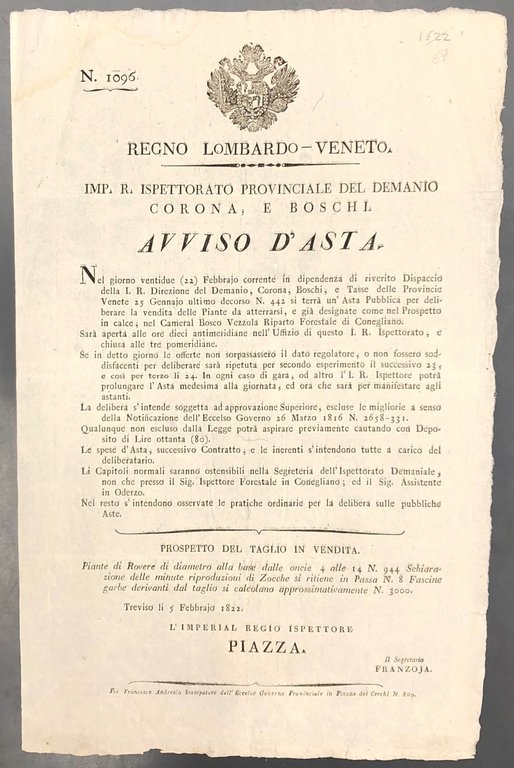 1822
N. 1096.
REGNO LOMBARDO-VENETO.
IMP. R. ISPETTORATO PROVINCIALE DEL DEMANIO
CORONA, E BOSCHI.
AVVISO D'ASTA.
Nel giorno ventidue (22) Febbrajo corrente in dipendenza di riverito Dispaccio
della I. R. Direzione del Demanio, Corona, Boschi, e Tasse delle Provincie
Venete 25 Gennajo ultimo decorso N. 442 si terrà un'Asta Pubblica per deli-
berare la vendita delle Piante da atterrarsi, e già designate come nel Prospetto
in calce, nel Cameral Bosco Vezzola Riparto Forestale di Conegliano.
Sarà aperta alle ore dieci antimeridiane nell'Uffizio di questo I. R. Ispettorato, e
chiusa alle tre pomeridiane.
Se in detto giorno le offerte non sorpassassero il dato regolatore, o non fossero sod-
disfacenti per deliberare sarà ripetuta per secondo esperimento il successivo 23,
e così per terzo li 24. In ogni caso di gara, od altro l'I. R. Ispettore potrà
prolungare l'Asta medesima alla giornata, ed ora che sarà per manifestare agli
astanti.
La delibera s'intende soggetta ad approvazione Superiore, escluse le migliorie a senso
della Notificazione dell'Eccelso Governo 26 Marzo 1816 N. 2658-331.
Qualunque non escluso dalla Legge potrà aspirare previamente cautando con Depo-
sito di Lire ottanta (80).
Le spese d'Asta, successivo Contratto, e le inerenti s'intendono tutte a carico del
deliberatario.
Li Capitoli normali saranno ostensibili nella Segreteria dell'Ispettorato Demaniale,
non che presso il Sig. Ispettore Forestale in Conegliano; ed il Sig. Assistente
in Oderzo.
Nel resto s'intendono osservate le pratiche ordinarie per la delibera sulle pubbliche
Aste.
PROSPETTO DEL TAGLIO IN VENDITA.
Piante di Rovere di diametro alla base dalle oncie 4 alle 14 N. 944 Schiara-
zione delle minute riproduzioni di Zocche si ritiene in Passa N. 8 Fascine
garbe derivanti dal taglio si calcolano approssimativamente N. 3000.
Treviso li 5 Febbrajo 1822.
L'IMPERIAL REGIO ISPETTORE
PIAZZA.
Il Segretario
FRANZOJA.
Per Francesco Andreola Stampatore dell'Eccelso Governo Provinciale in Piazza dei Cerchi N. 809.